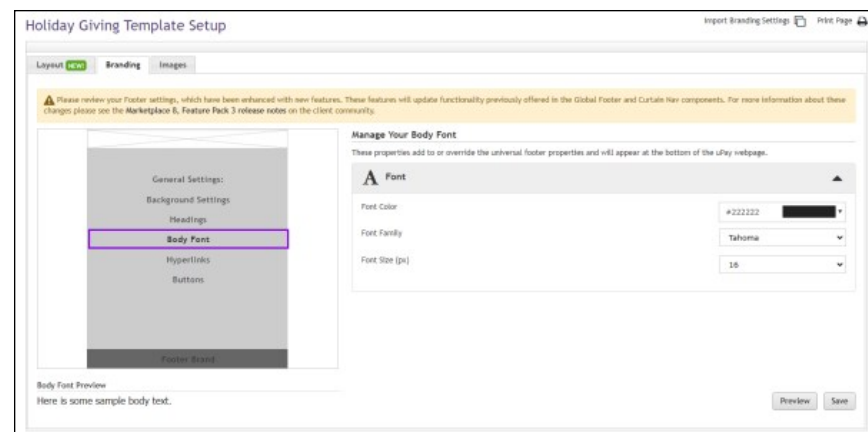 Holiday Giving Template Setup
Import Branding Settings
Print Page
Layout NEW!
Branding
Images
Please review your Footer settings, which have been enhanced with new features. These features will update functionality previously offered in the Global Footer and Curtain Nav components. For more information about these
changes please see the Marketplace 8, Feature Pack 3 release notes on the client community.
General Settings:
Background Settings
Headings
Body Font
Hyperlinks
Buttons
Footer Brand
Body Font Preview
Here is some sample body text.
Manage Your Body Font
These properties add to or override the universal footer properties and will appear at the bottom of the uPay webpage.
A Font
Font Color
#222222
Font Family
Tahoma
Font Size (px)
16
Preview
Save